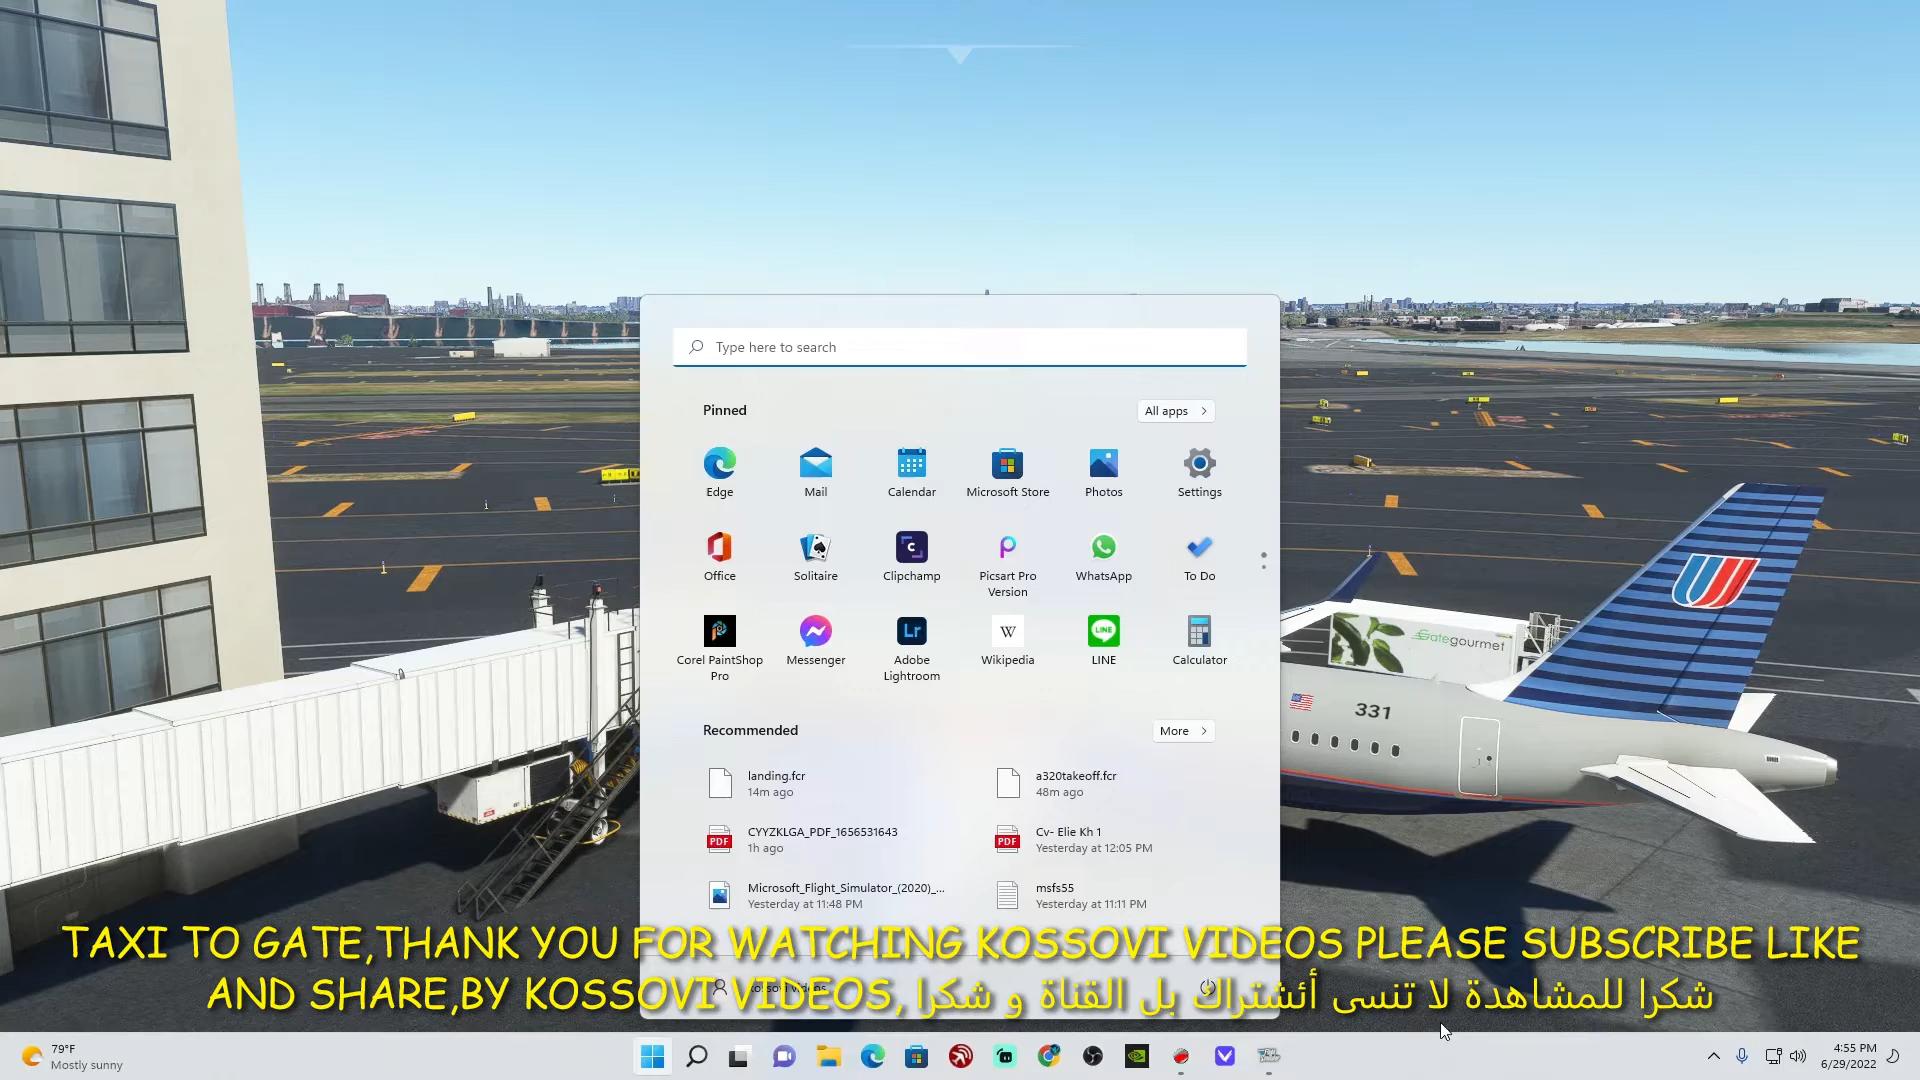 Type here to search
Pinned
All apps
Edge
Mail
Calendar
Microsoft Store
Photos
Settings
Office
Solitaire
Clipchamp
Picsart Pro
Version
WhatsApp
To Do
Corel PaintShop
Pro
Messenger
Adobe
Lightroom
Wikipedia
LINE
Calculator
Gategourmet
331
Recommended
More
landing.fcr
14m ago
a320takeoff.fcr
48m ago
CYYZKLGA_PDF_1656531643
1h ago
Cv- Elie Kh 1
Yesterday at 12:05 PM
Microsoft_Flight_Simulator_(2020)_...
Yesterday at 11:48 PM
msfs55
Yesterday at 11:11 PM
TAXI TO GATE,THANK YOU FOR WATCHING KOSSOVI VIDEOS PLEASE SUBSCRIBE LIKE
AND SHARE,BY KOSSOVI VIDEOS, شكرا للمشاهدة لا تنسى أئشتراك بل القناة و شكرا
kossovi videos
79°F
Mostly sunny
4:55 PM
6/29/2022